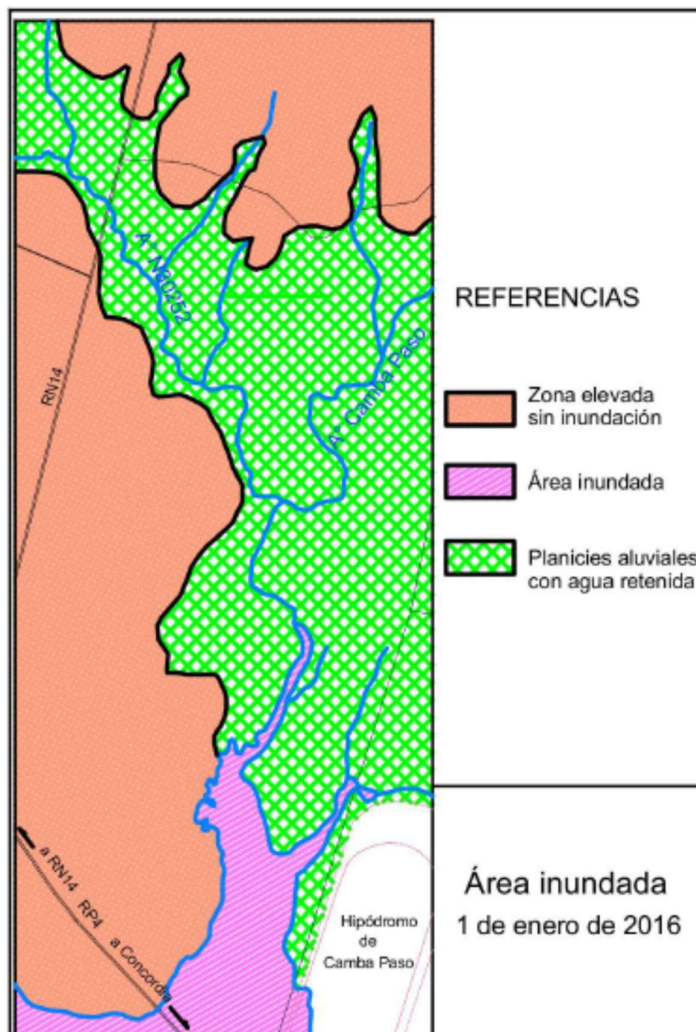 A° N30252
A° Camba Paso
RN14
a RN14 RP4 a Concordia
Hipódromo
de
Camba Paso
REFERENCIAS
Zona elevada
sin inundación
Área inundada
Planicies aluviales
con agua retenida
Área inundada
1 de enero de 2016